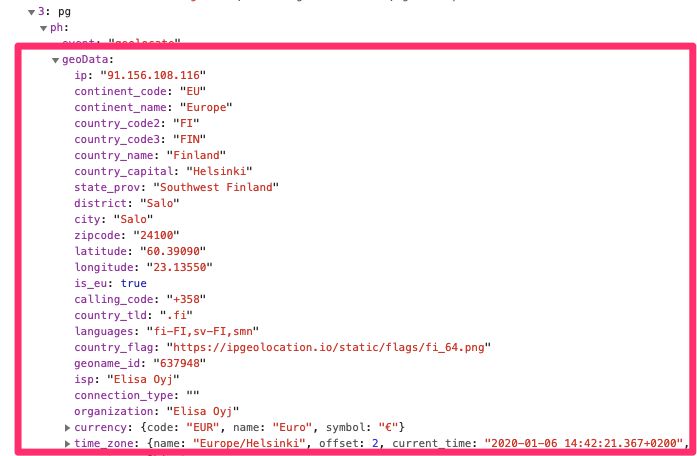 3: pg
ph:
event: "geolocate"
geoData:
ip: "91.156.108.116"
continent_code: "EU"
continent_name: "Europe"
country_code2: "FI"
country_code3: "FIN"
country_name: "Finland"
country_capital: "Helsinki"
state_prov: "Southwest Finland"
district: "Salo"
city: "Salo"
zipcode: "24100"
latitude: "60.39090"
longitude: "23.13550"
is_eu: true
calling_code: "+358"
country_tld: ".fi"
languages: "fi-FI,sv-FI,smn"
country_flag: "https://ipgeolocation.io/static/flags/fi_64.png"
geoname_id: "637948"
isp: "Elisa Oyj"
connection_type: ""
organization: "Elisa Oyj"
currency: {code: "EUR", name: "Euro", symbol: "€"}
time_zone: {name: "Europe/Helsinki", offset: 2, current_time: "2020-01-06 14:42:21.367+0200",